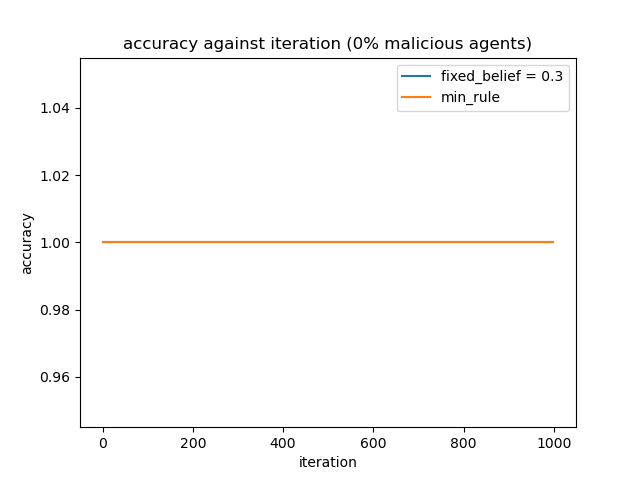 accuracy against iteration (0% malicious agents)
fixed_belief = 0.3
min_rule
1.04
1.02
1.00
0.98
0.96
accuracy
0
200
400
600
800
1000
iteration